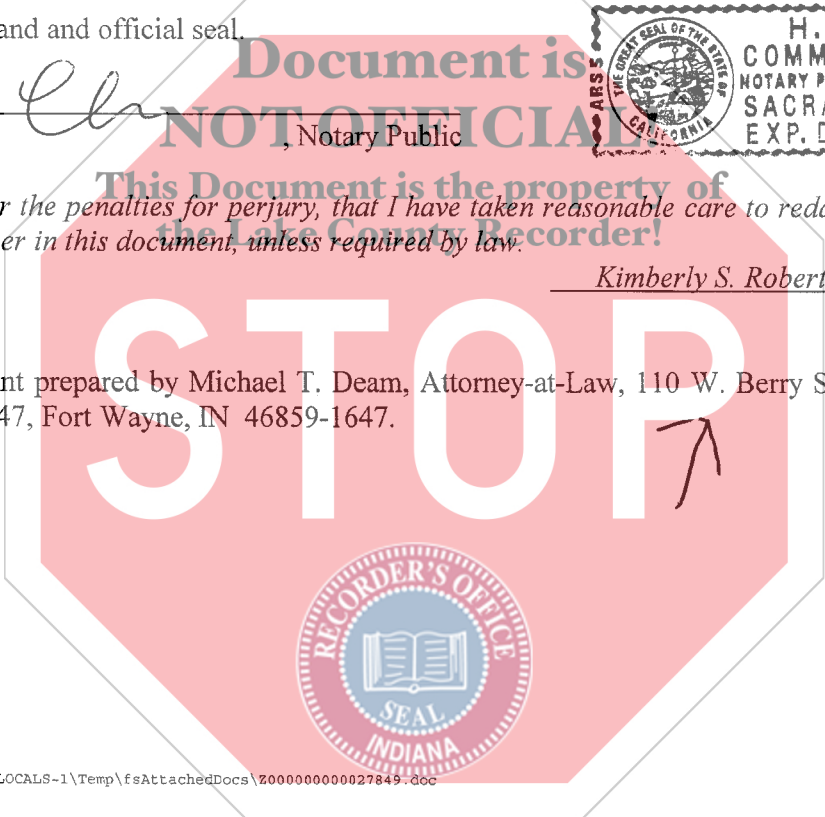 and and official seal.
H.
COMM
NOTARY P
SACRA
EXP. D
ARS 5
THE GREAT SEAL OF THE STATE OF CALIFORNIA
Document is
NOT OFFICIAL!
, Notary Public
This Document is the property of
the Lake County Recorder!
r the penalties for perjury, that I have taken reasonable care to reda
er in this document, unless required by law.
Kimberly S. Robert
STOP
nt prepared by Michael T. Deam, Attorney-at-Law, 110 W. Berry S
47, Fort Wayne, IN 46859-1647.
RECORDER'S OFFICE
SEAL
INDIANA
LOCALS~1\Temp\fsAttachedDocs\Z0000000000027849.doc